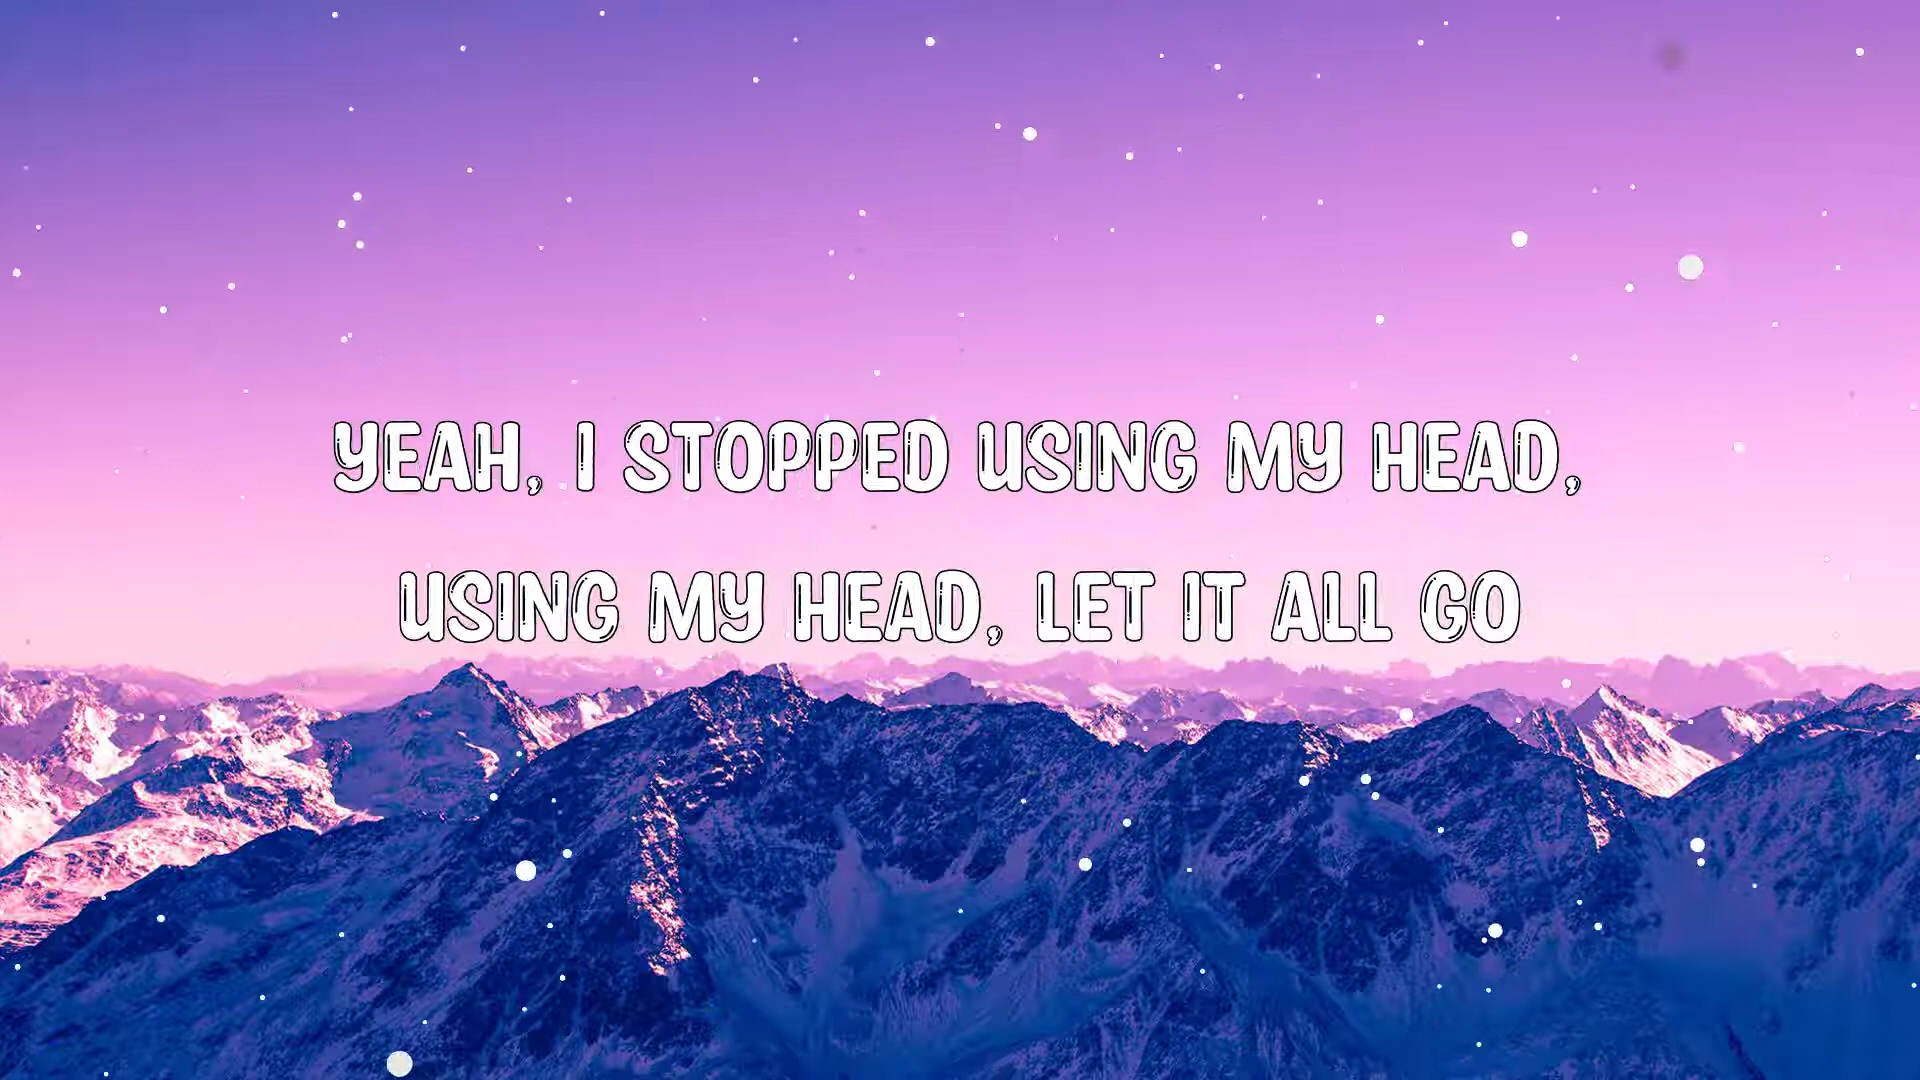 YEAH, I STOPPED USING MY HEAD,
USING MY HEAD, LET IT ALL GO